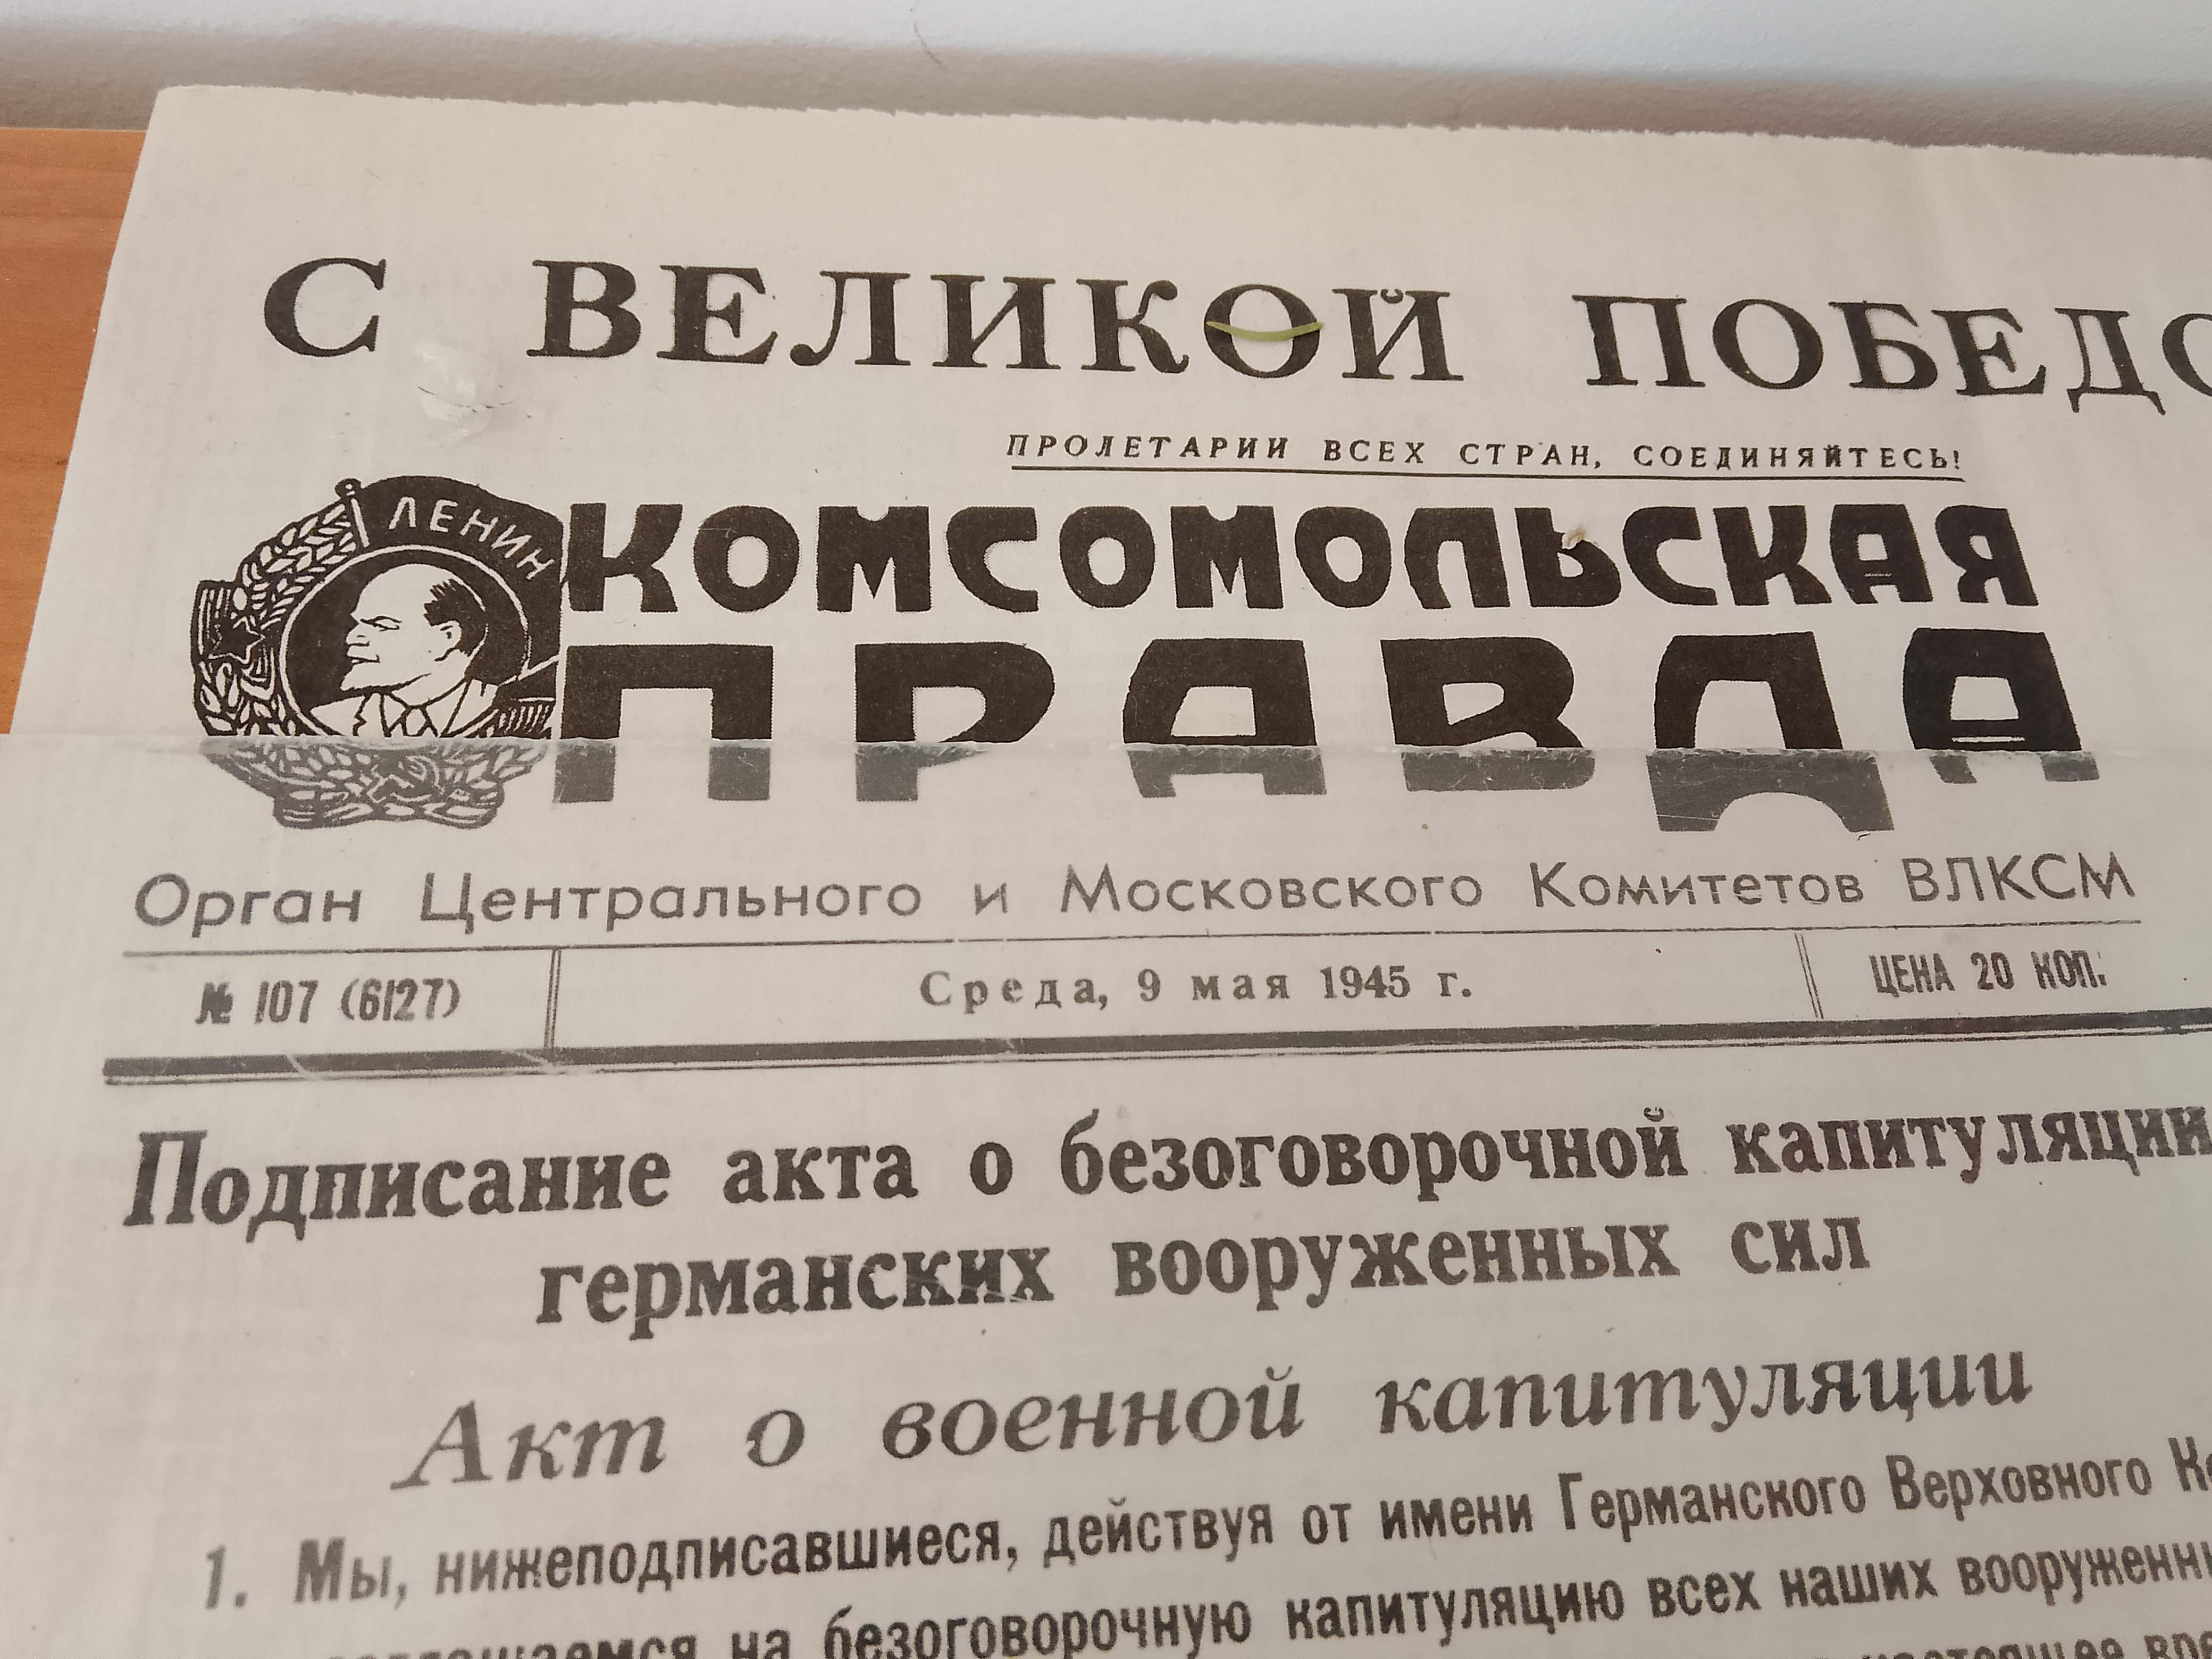 С ВЕЛИКОЙ
ПРОЛЕТАРИИ ВСЕХ СТРАН, СОЕДИНЯЙТЕСЬ!
ЛЕНИН
КОМСОМОЛЬСКАЯ
ПРАВДА
Орган Центрального и Московского Комитетов ВЛКСМ
№ 107 (6127) Среда, 9 мая 1945 г. ЦЕНА 20 КОП.
Подписание акта о безоговорочной капитуляции
германских вооруженных сил
Акт о военной капитуляции
1. Мы, нижеподписавшиеся, действуя от имени Германского Верховного
на безоговорочную капитуляцию всех наших